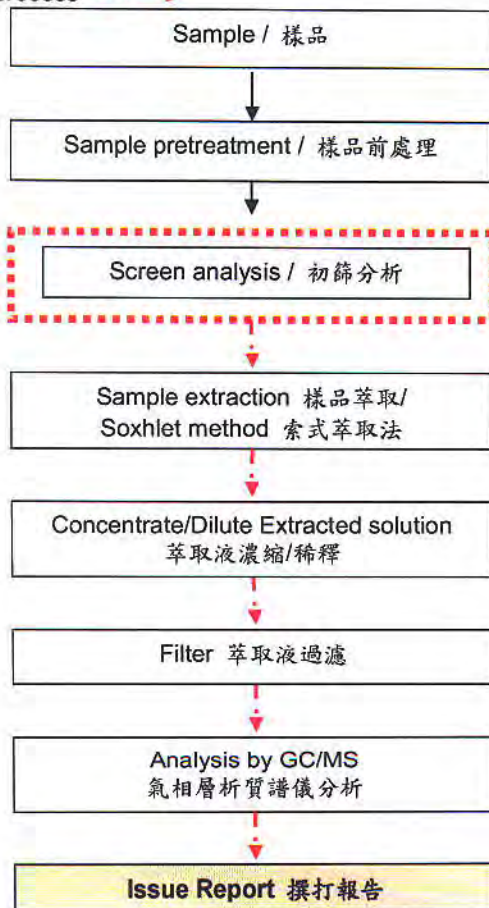 Sample / 樣品
Sample pretreatment / 樣品前處理
Screen analysis / 初篩分析
Sample extraction 樣品萃取/
Soxhlet method 索式萃取法
Concentrate/Dilute Extracted solution
萃取液濃縮/稀釋
Filter 萃取液過濾
Analysis by GC/MS
氣相層析質譜儀分析
Issue Report 撰打報告